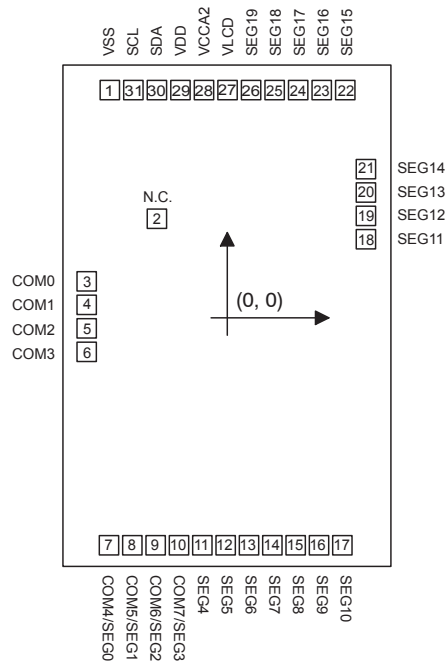 VSS
SCL
SDA
VDD
VCCA2
VLCD
SEG19
SEG18
SEG17
SEG16
SEG15
1
31
30
29
28
27
26
25
24
23
22
21
SEG14
20
SEG13
19
SEG12
18
SEG11
N.C.
2
COM0
3
COM1
4
COM2
5
COM3
6
(0, 0)
7
8
9
10
11
12
13
14
15
16
17
COM4/SEG0
COM5/SEG1
COM6/SEG2
COM7/SEG3
SEG4
SEG5
SEG6
SEG7
SEG8
SEG9
SEG10